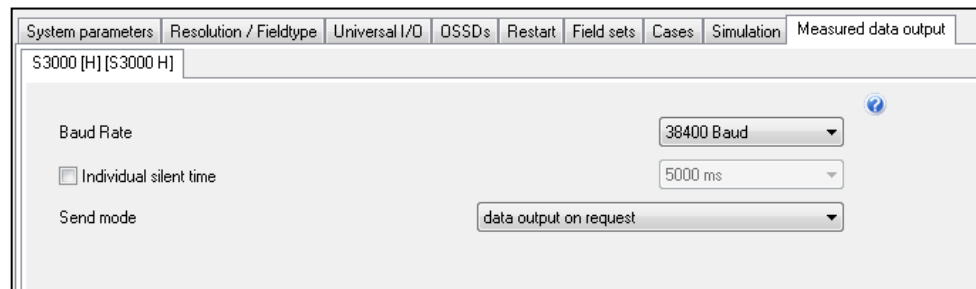 System parameters Resolution / Fieldtype Universal I/O OSSDs Restart Field sets Cases Simulation Measured data output
S3000 [H] [S3000 H]
?
Baud Rate 38400 Baud
Individual silent time 5000 ms
Send mode data output on request